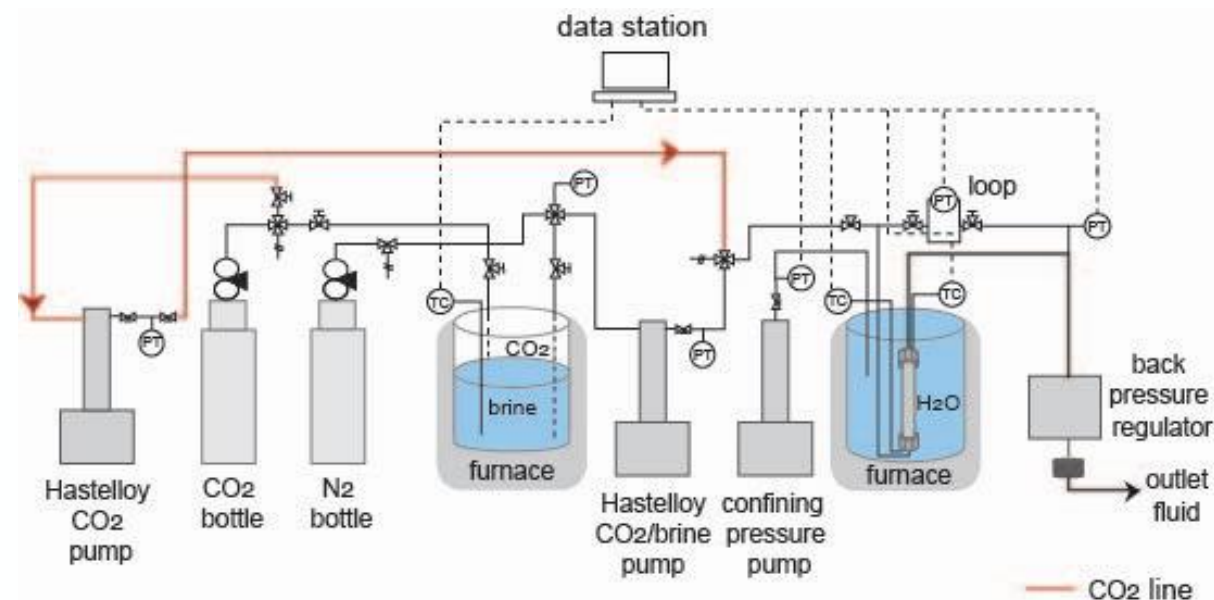 data station
PT
loop
PT
PT
PT
TC
CO2
TC
TC
PT
PT
brine
H2O
back
pressure
regulator
furnace
furnace
Hastelloy
CO2
pump
CO2
bottle
N2
bottle
Hastelloy
CO2/brine
pump
confining
pressure
pump
outlet
fluid
CO2 line